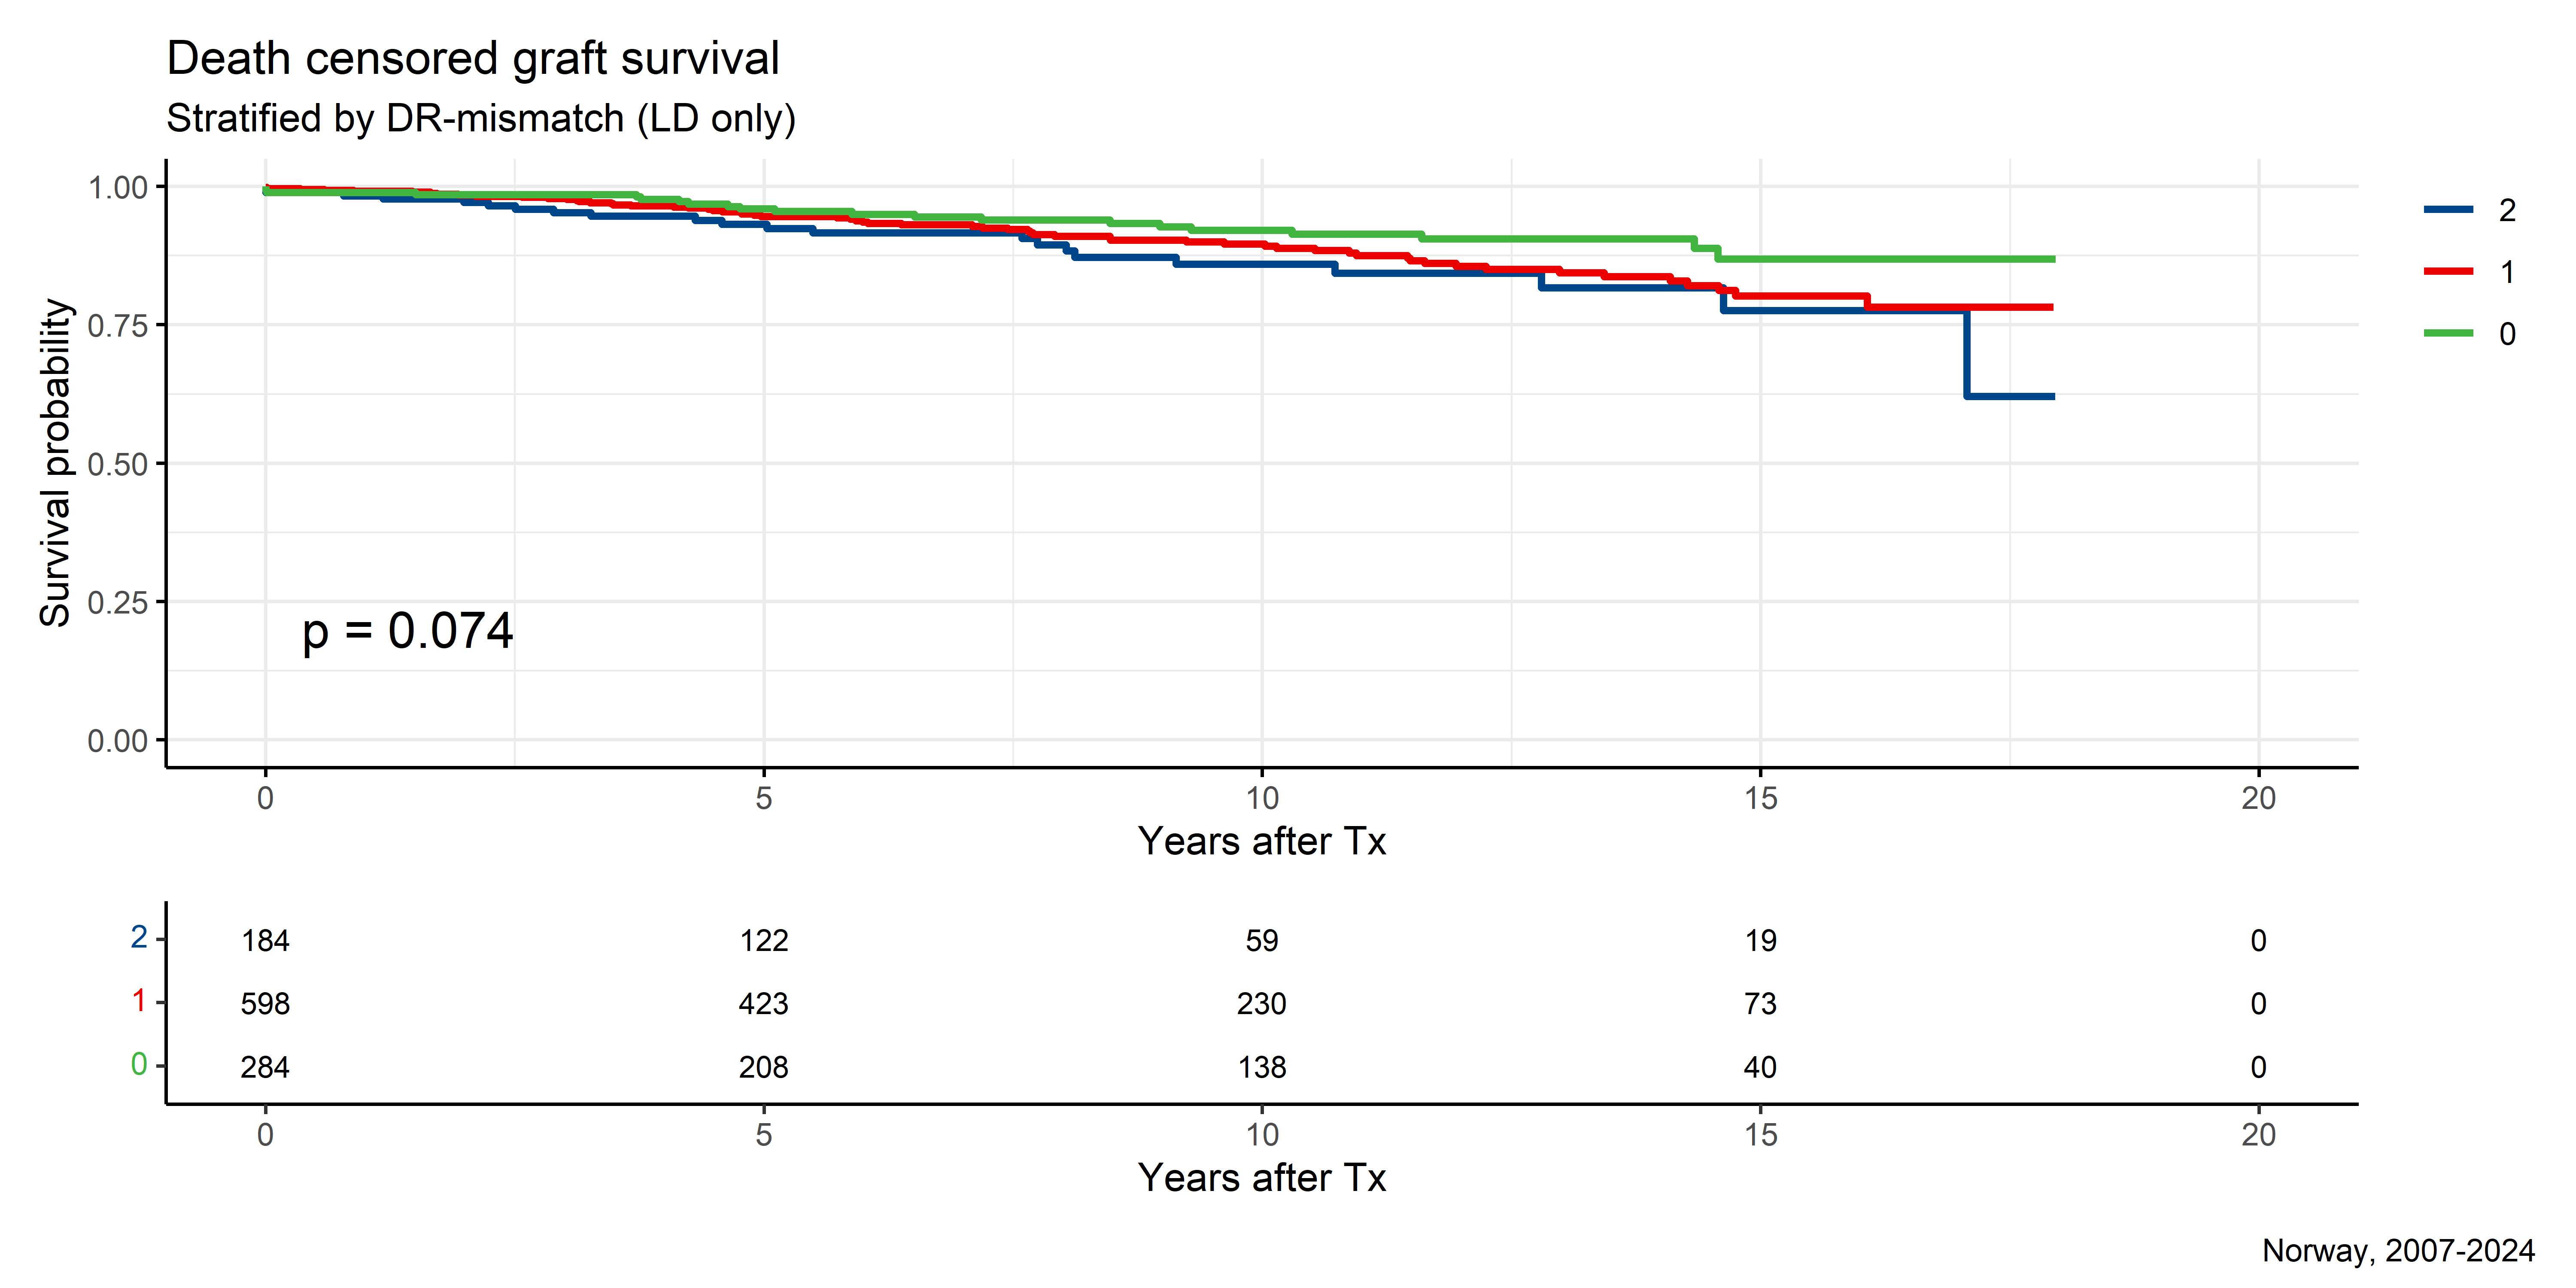 Death censored graft survival
Stratified by DR-mismatch (LD only)
Survival probability
1.00
0.75
0.50
0.25
0.00
p = 0.074
0 5 10 15 20
Years after Tx
2
1
0
2 184 122 59 19 0
1 598 423 230 73 0
0 284 208 138 40 0
0 5 10 15 20
Years after Tx
Norway, 2007-2024